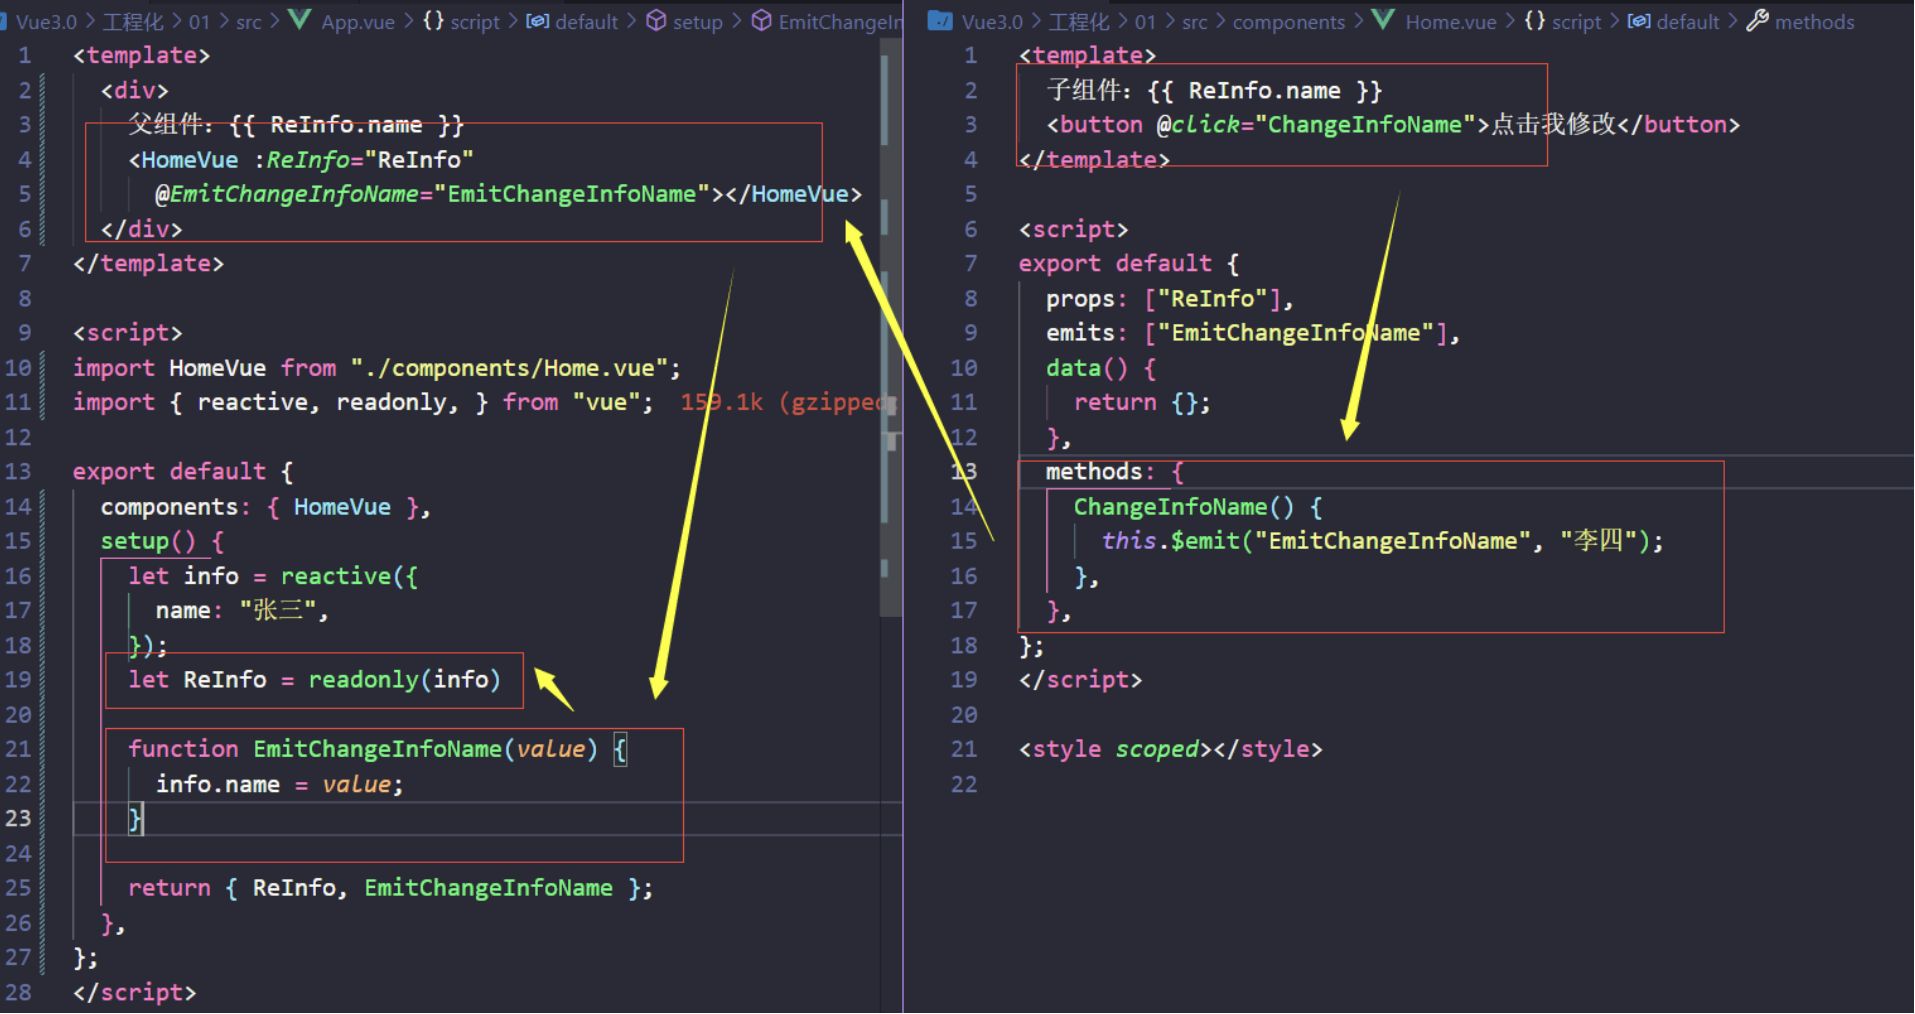 Vue3.0 > 工程化 > 01 > src > App.vue > {} script > default > setup > EmitChangeIn
1 <template>
2 <div>
3 父组件: {{ ReInfo.name }}
4 <HomeVue :ReInfo="ReInfo"
5 @EmitChangeInfoName="EmitChangeInfoName"></HomeVue>
6 </div>
7 </template>
8
9 <script>
10 import HomeVue from "./components/Home.vue";
11 import { reactive, readonly, } from "vue"; 159.1k (gzipped:
12
13 export default {
14 components: { HomeVue },
15 setup() {
16 let info = reactive({
17 name: "张三",
18 });
19 let ReInfo = readonly(info)
20
21 function EmitChangeInfoName(value) {
22 info.name = value;
23 }
24
25 return { ReInfo, EmitChangeInfoName };
26 },
27 };
28 </script>
Vue3.0 > 工程化 > 01 > src > components > Home.vue > {} script > default > methods
1 <template>
2 子组件: {{ ReInfo.name }}
3 <button @click="ChangeInfoName">点击我修改</button>
4 </template>
5
6 <script>
7 export default {
8 props: ["ReInfo"],
9 emits: ["EmitChangeInfoName"],
10 data() {
11 return {};
12 },
13 methods: {
14 ChangeInfoName() {
15 this.$emit("EmitChangeInfoName", "李四");
16 },
17 },
18 };
19 </script>
20
21 <style scoped></style>
22